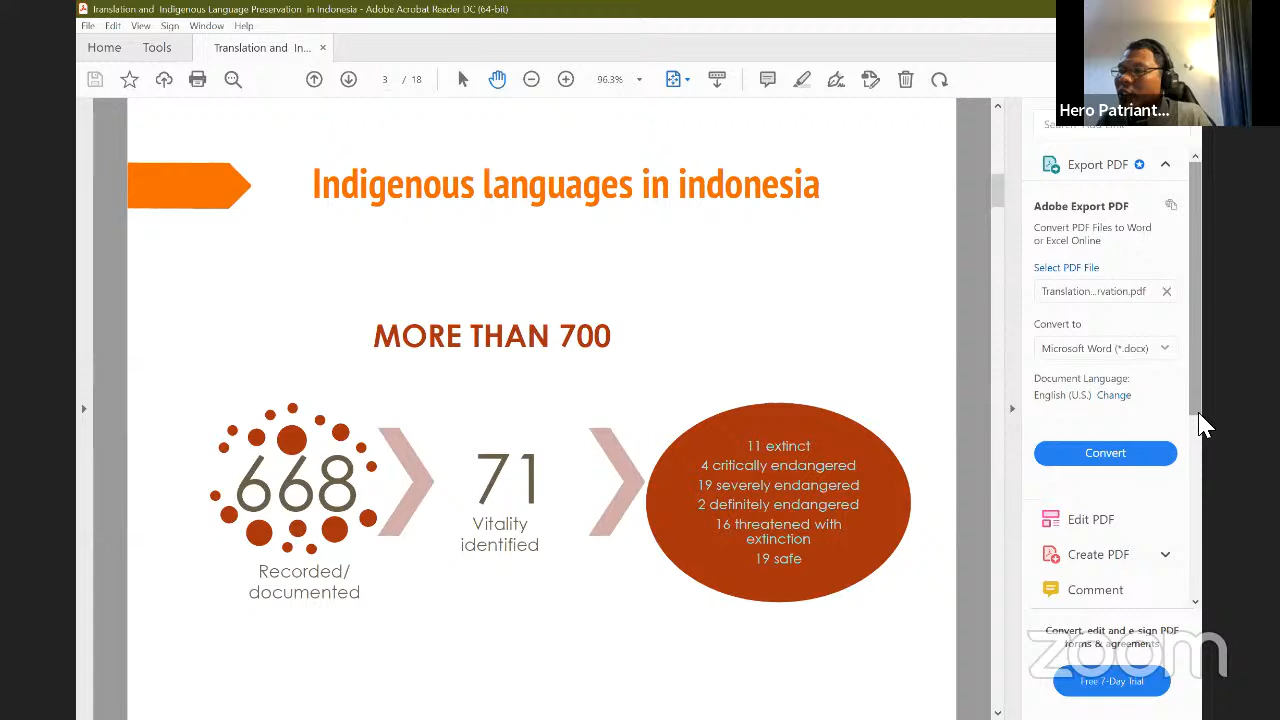 Translation and Indigenous Language Preservation in Indonesia - Adobe Acrobat Reader DC (64-bit)
File Edit View Sign Window Help
Home Tools Translation and In... ×
3 / 18 96.3%
Hero Patriant...
Indigenous languages in indonesia
MORE THAN 700
668
Recorded/
documented
71
Vitality
identified
11 extinct
4 critically endangered
19 severely endangered
2 definitely endangered
16 threatened with
extinction
19 safe
Export PDF
Adobe Export PDF
Convert PDF Files to Word
or Excel Online
Select PDF File
Translation...rvation.pdf
Convert to
Microsoft Word (*.docx)
Document Language:
English (U.S.) Change
Convert
Edit PDF
Create PDF
Comment
Convert, edit and e-sign PDF
forms & agreements
Free 7-Day Trial
zoom